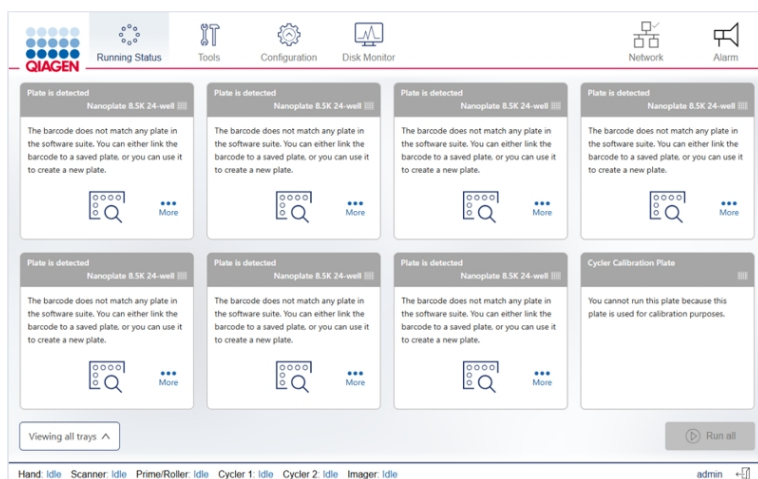 QIAGEN
Running Status
Tools
Configuration
Disk Monitor
Network
Alarm
Plate is detected
Nanoplate 8.5K 24-well
The barcode does not match any plate in
the software suite. You can either link the
barcode to a saved plate, or you can use it
to create a new plate.
More
Plate is detected
Nanoplate 8.5K 24-well
The barcode does not match any plate in
the software suite. You can either link the
barcode to a saved plate, or you can use it
to create a new plate.
More
Plate is detected
Nanoplate 8.5K 24-well
The barcode does not match any plate in
the software suite. You can either link the
barcode to a saved plate, or you can use it
to create a new plate.
More
Plate is detected
Nanoplate 8.5K 24-well
The barcode does not match any plate in
the software suite. You can either link the
barcode to a saved plate, or you can use it
to create a new plate.
More
Plate is detected
Nanoplate 8.5K 24-well
The barcode does not match any plate in
the software suite. You can either link the
barcode to a saved plate, or you can use it
to create a new plate.
More
Plate is detected
Nanoplate 8.5K 24-well
The barcode does not match any plate in
the software suite. You can either link the
barcode to a saved plate, or you can use it
to create a new plate.
More
Plate is detected
Nanoplate 8.5K 24-well
The barcode does not match any plate in
the software suite. You can either link the
barcode to a saved plate, or you can use it
to create a new plate.
More
Cycler Calibration Plate
You cannot run this plate because this
plate is used for calibration purposes.
Viewing all trays
Run all
Hand: Idle Scanner: Idle Prime/Roller: Idle Cycler 1: Idle Cycler 2: Idle Imager: Idle
admin